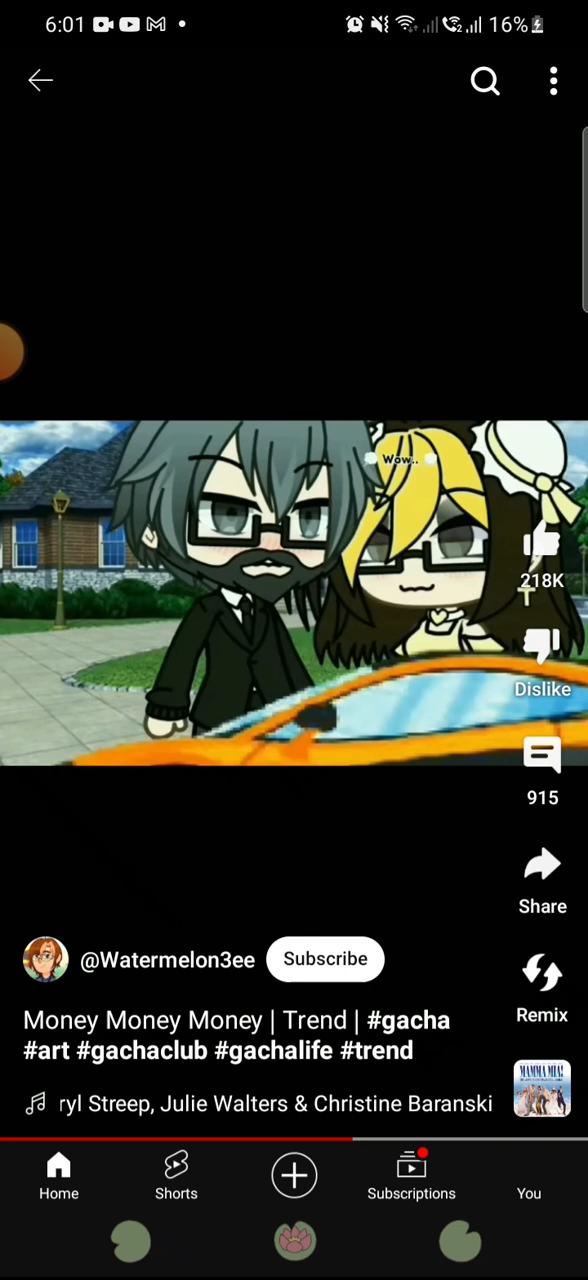 6:01
16%
Wow..
218K
Dislike
915
Share
@Watermelon3ee
Subscribe
Remix
Money Money Money | Trend | #gacha
#art #gachaclub #gachalife #trend
MAMMA MIA!
ryl Streep, Julie Walters & Christine Baranski
Home
Shorts
Subscriptions
You